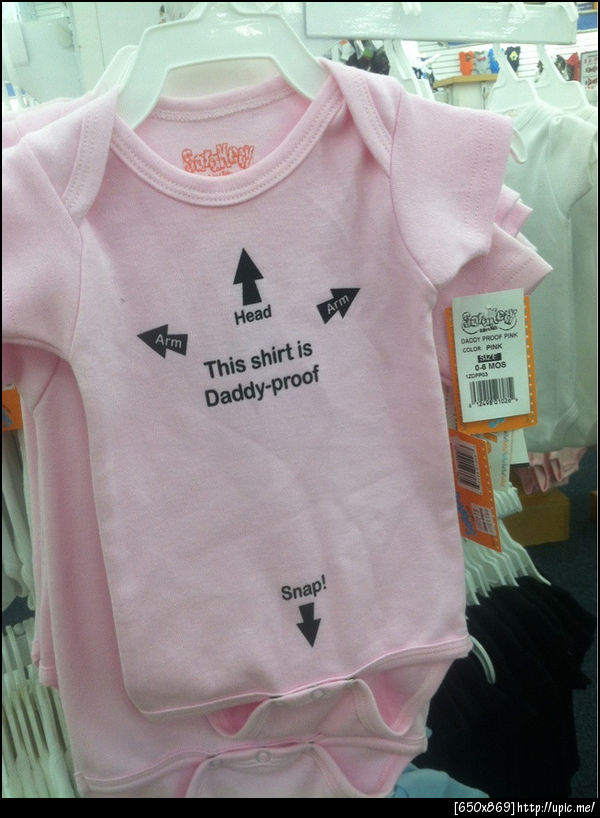 Head
Arm
Arm
This shirt is
Daddy-proof
Snap!
DADDY PROOF PINK
COLOR: PINK
SIZE
0-6 MOS
1ZDPP03
[650x869]http://upic.me/